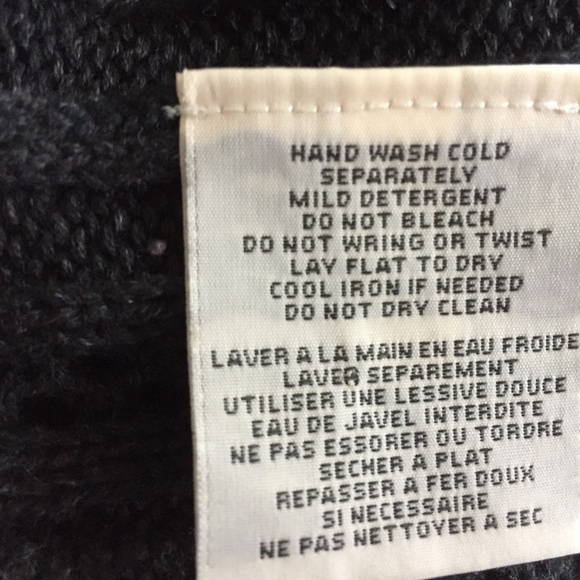 HAND WASH COLD
SEPARATELY
MILD DETERGENT
DO NOT BLEACH
DO NOT WRING OR TWIST
LAY FLAT TO DRY
COOL IRON IF NEEDED
DO NOT DRY CLEAN
LAVER A LA MAIN EN EAU FROIDE
LAVER SEPAREMENT
UTILISER UNE LESSIVE DOUCE
EAU DE JAVEL INTERDITE
NE PAS ESSORER OU TORDRE
SECHER A PLAT
REPASSER A FER DOUX
SI NECESSAIRE
NE PAS NETTOYER A SEC